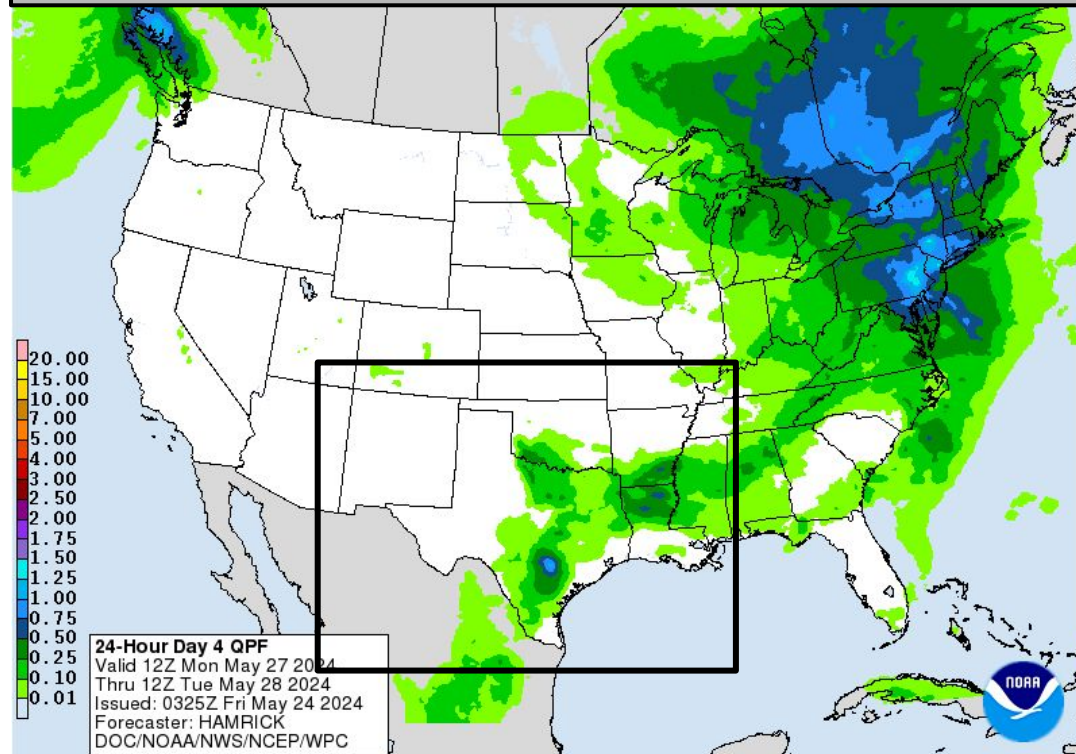 20.00
15.00
10.00
7.00
5.00
4.00
3.00
2.50
2.00
1.75
1.50
1.25
1.00
0.75
0.50
0.25
0.10
0.01
24-Hour Day 4 QPF
Valid 12Z Mon May 27 2024
Thru 12Z Tue May 28 2024
Issued: 0325Z Fri May 24 2024
Forecaster: HAMRICK
DOC/NOAA/NWS/NCEP/WPC
NOAA